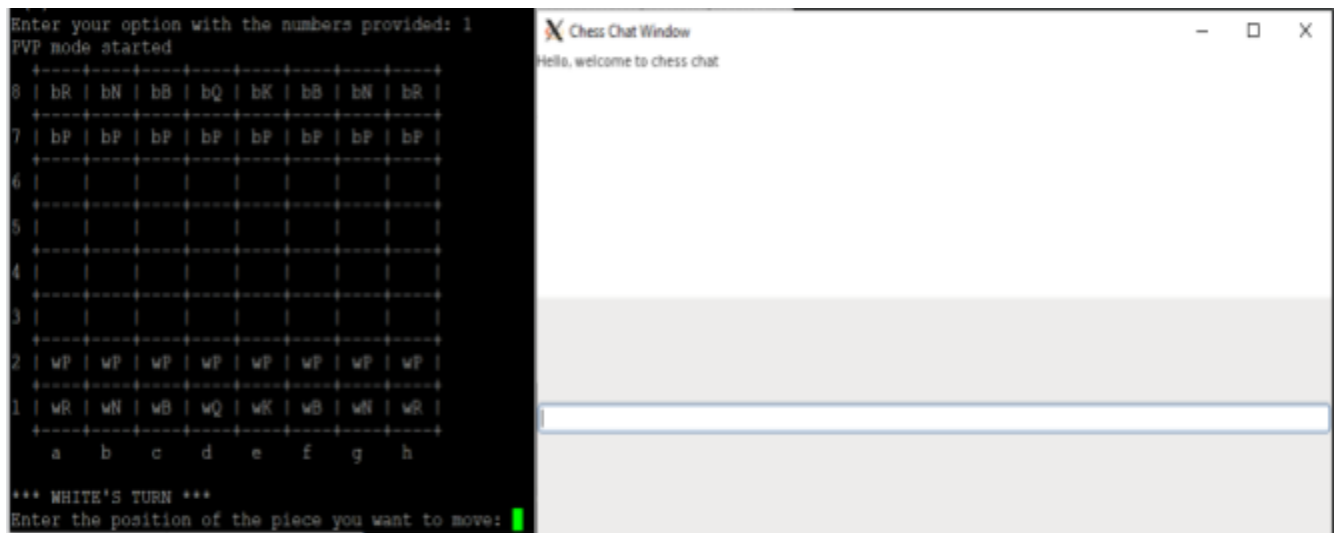 Enter your option with the numbers provided: 1
PVP mode started
+----+----+----+----+----+----+----+----+
8 | bR | bN | bB | bQ | bK | bB | bN | bR |
+----+----+----+----+----+----+----+----+
7 | bP | bP | bP | bP | bP | bP | bP | bP |
+----+----+----+----+----+----+----+----+
6 | | | | | | | | |
+----+----+----+----+----+----+----+----+
5 | | | | | | | | |
+----+----+----+----+----+----+----+----+
4 | | | | | | | | |
+----+----+----+----+----+----+----+----+
3 | | | | | | | | |
+----+----+----+----+----+----+----+----+
2 | wP | wP | wP | wP | wP | wP | wP | wP |
+----+----+----+----+----+----+----+----+
1 | wR | wN | wB | wQ | wK | wB | wN | wR |
+----+----+----+----+----+----+----+----+
a b c d e f g h
*** WHITE'S TURN ***
Enter the position of the piece you want to move:
Chess Chat Window
Hello, welcome to chess chat